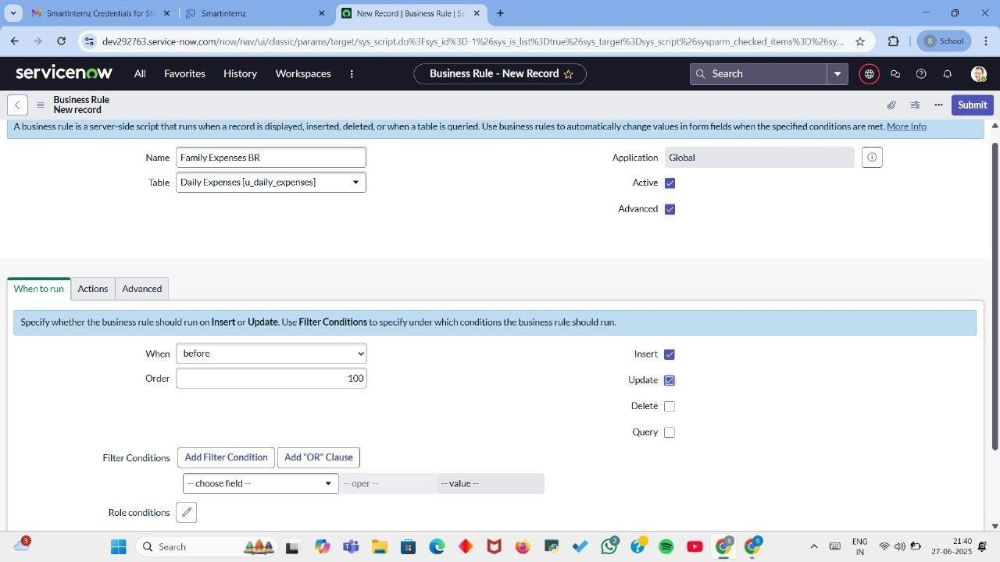 SmartInternz Credentials for Sh
Smartinternz
New Record | Business Rule | Se
dev292763.service-now.com/now/nav/ui/classic/params/target/sys_script.do%3Fsys_id%3D-1%26sys_is_list%3Dtrue%26sys_target%3Dsys_script%26sysparm_checked_items%3D%26sy...
S School
servicenow All Favorites History Workspaces Business Rule - New Record Search
Business Rule
New record
Submit
A business rule is a server-side script that runs when a record is displayed, inserted, deleted, or when a table is queried. Use business rules to automatically change values in form fields when the specified conditions are met. More Info
Name Family Expenses BR Application Global
Table Daily Expenses [u_daily_expenses] Active
Advanced
When to run Actions Advanced
Specify whether the business rule should run on Insert or Update. Use Filter Conditions to specify under which conditions the business rule should run.
When before Insert
Order 100 Update
Delete
Query
Filter Conditions Add Filter Condition Add "OR" Clause
-- choose field -- -- oper -- -- value --
Role conditions
3 Search 2 S S ENG 21:40
IN 27-06-2025